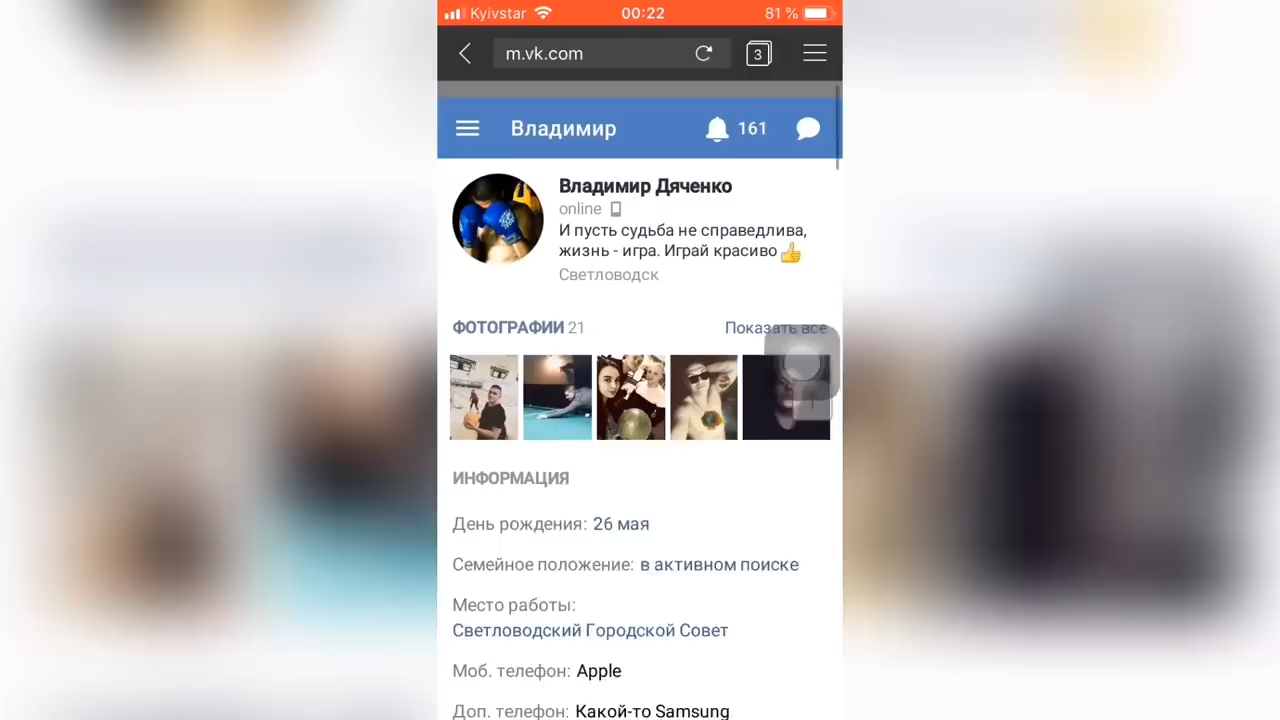 Kyivstar 00:22 81 %
m.vk.com 3
Владимир 161
Владимир Дяченко
online
И пусть судьба не справедлива,
жизнь - игра. Играй красиво👍
Светловодск
ФОТОГРАФИИ 21 Показать все
ИНФОРМАЦИЯ
День рождения: 26 мая
Семейное положение: в активном поиске
Место работы:
Светловодский Городской Совет
Моб. телефон: Apple
Доп. телефон: Какой-то Samsung